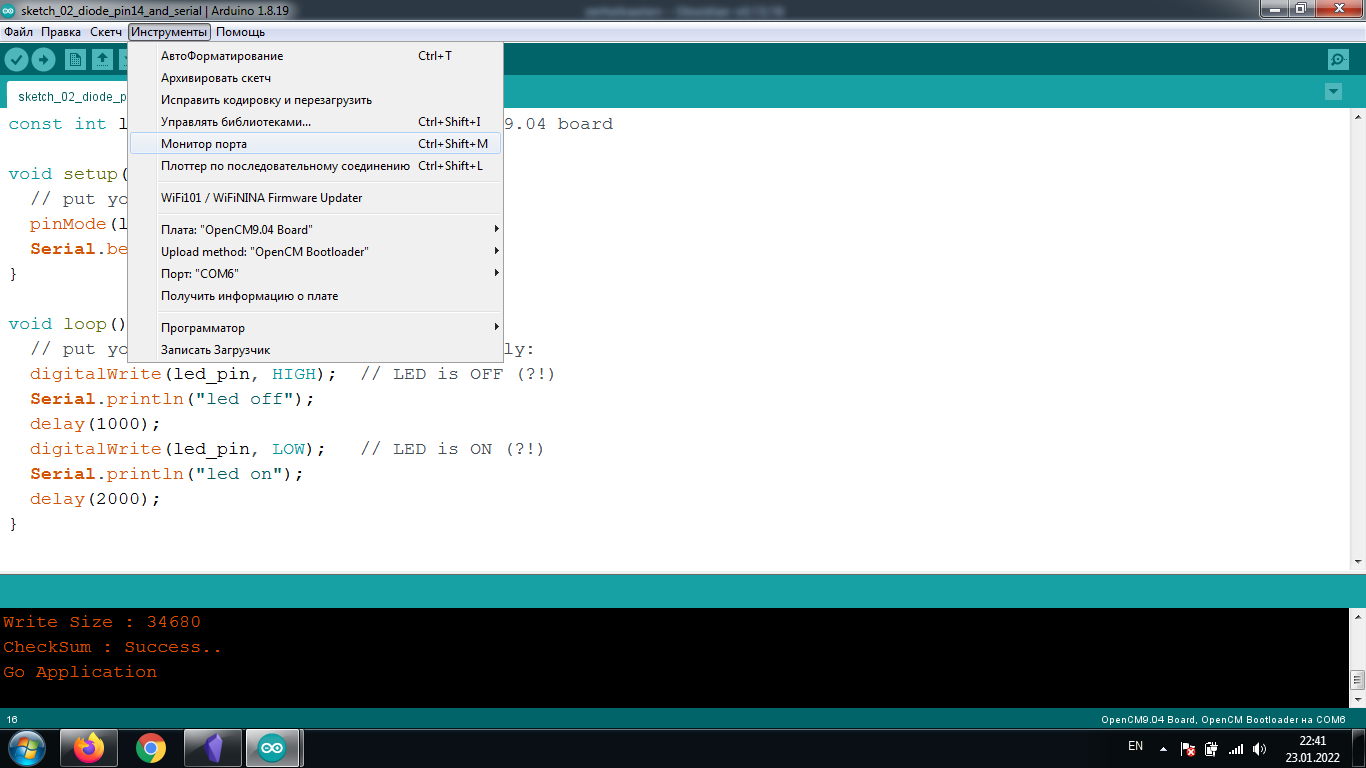 sketch_02_diode_pin14_and_serial | Arduino 1.8.19
Файл Правка Скетч Инструменты Помощь
АвтоФорматирование Ctrl+T
Архивировать скетч
Исправить кодировку и перезагрузить
Управлять библиотеками... Ctrl+Shift+I
Монитор порта Ctrl+Shift+M
Плоттер по последовательному соединению Ctrl+Shift+L
WiFi101 / WiFiNINA Firmware Updater
Плата: "OpenCM9.04 Board"
Upload method: "OpenCM Bootloader"
Порт: "COM6"
Получить информацию о плате
Программатор
Записать Загрузчик
sketch_02_diode_p
const int l 9.04 board
void setup(
// put yo
pinMode(l
Serial.be
}
void loop()
// put yo ly:
digitalWrite(led_pin, HIGH); // LED is OFF (?!)
Serial.println("led off");
delay(1000);
digitalWrite(led_pin, LOW); // LED is ON (?!)
Serial.println("led on");
delay(2000);
}
Write Size : 34680
CheckSum : Success..
Go Application
16 OpenCM9.04 Board, OpenCM Bootloader на COM6
EN 22:41
23.01.2022